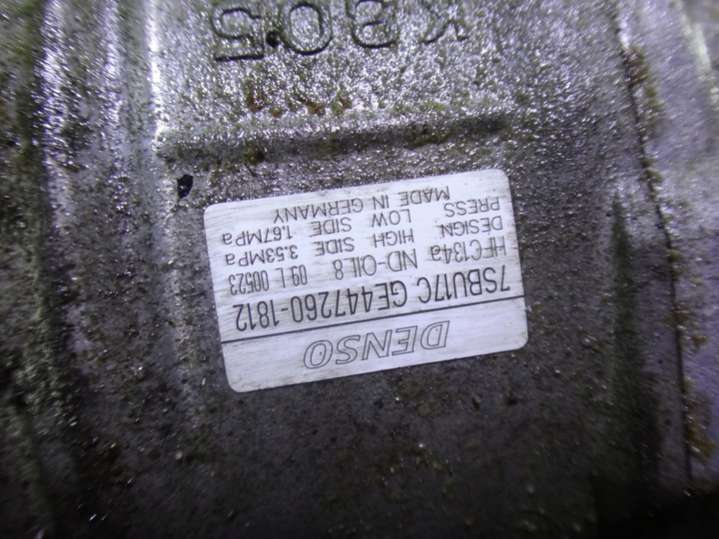 DENSO
7SBU17C GE447260-1812
HFC134a ND-OIL 8 09 L 00523
DESIGN HIGH SIDE 3.53MPa
PRESS. LOW SIDE 1.67MPa
MADE IN GERMANY
K305